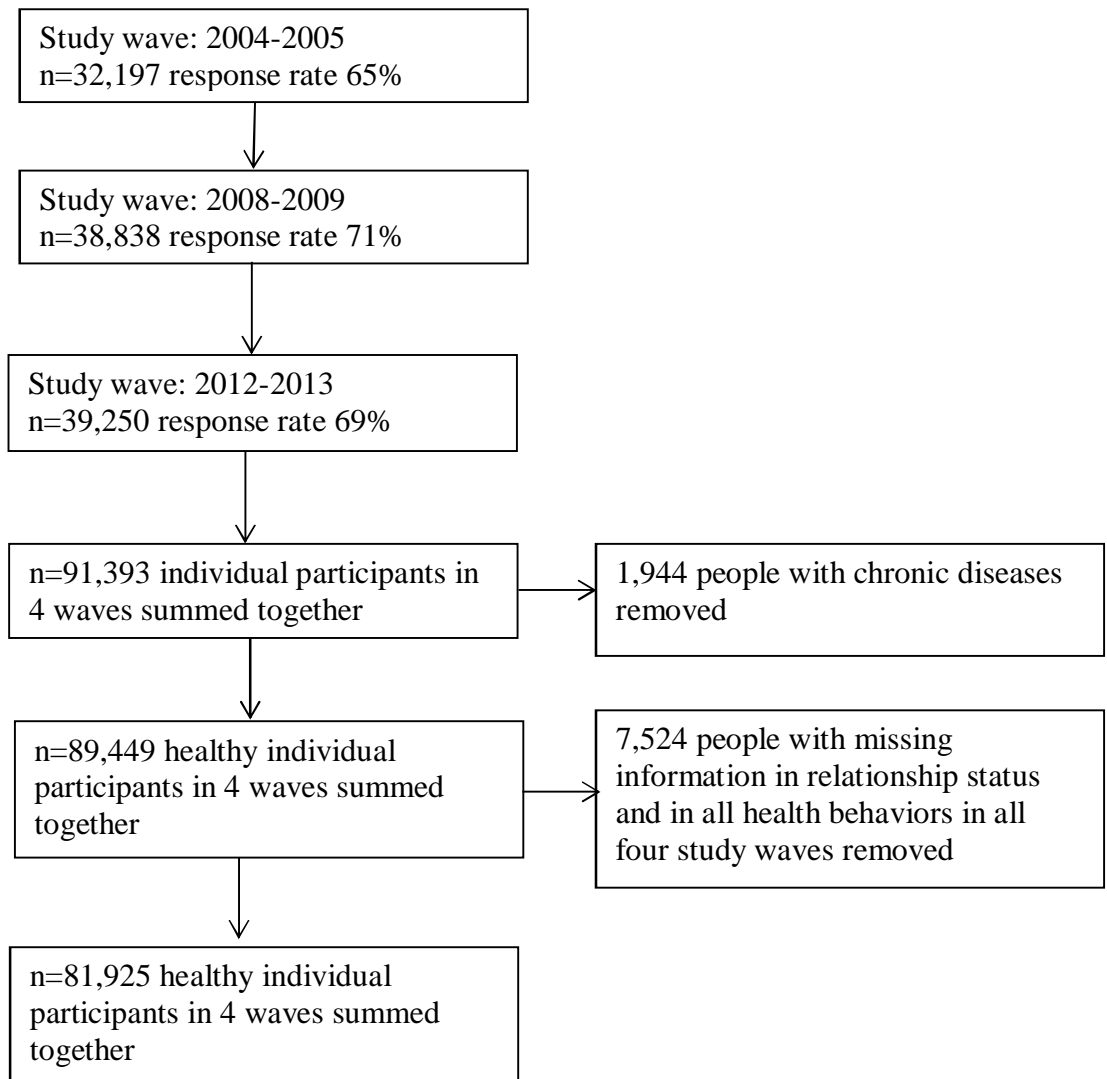 Study wave: 2004-2005
n=32,197 response rate 65%
Study wave: 2008-2009
n=38,838 response rate 71%
Study wave: 2012-2013
n=39,250 response rate 69%
n=91,393 individual participants in
4 waves summed together
1,944 people with chronic diseases
removed
n=89,449 healthy individual
participants in 4 waves summed
together
7,524 people with missing
information in relationship status
and in all health behaviors in all
four study waves removed
n=81,925 healthy individual
participants in 4 waves summed
together